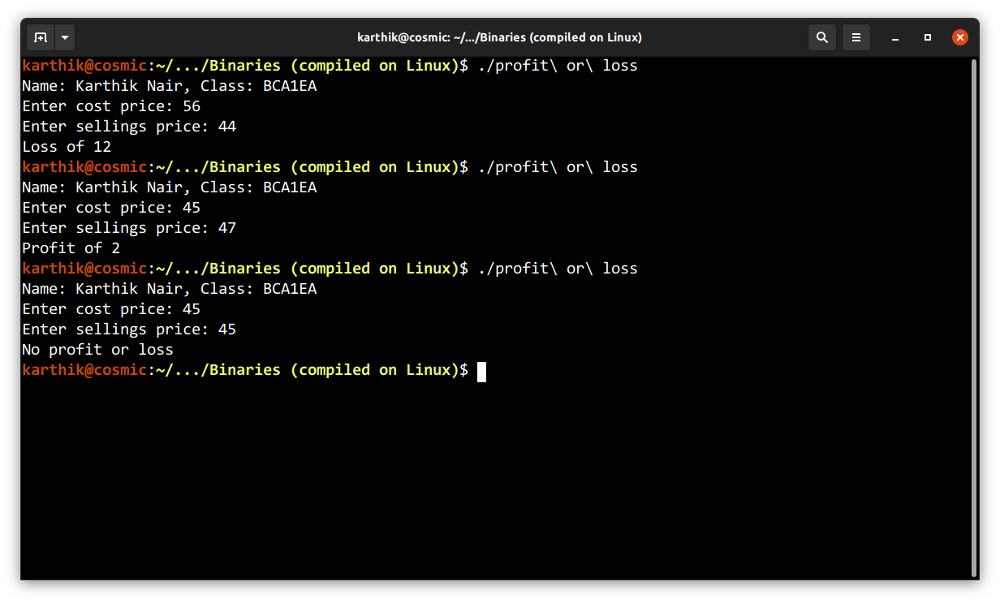 karthik@cosmic: ~/.../Binaries (compiled on Linux)
karthik@cosmic:~/.../Binaries (compiled on Linux)$ ./profit\ or\ loss
Name: Karthik Nair, Class: BCA1EA
Enter cost price: 56
Enter sellings price: 44
Loss of 12
karthik@cosmic:~/.../Binaries (compiled on Linux)$ ./profit\ or\ loss
Name: Karthik Nair, Class: BCA1EA
Enter cost price: 45
Enter sellings price: 47
Profit of 2
karthik@cosmic:~/.../Binaries (compiled on Linux)$ ./profit\ or\ loss
Name: Karthik Nair, Class: BCA1EA
Enter cost price: 45
Enter sellings price: 45
No profit or loss
karthik@cosmic:~/.../Binaries (compiled on Linux)$